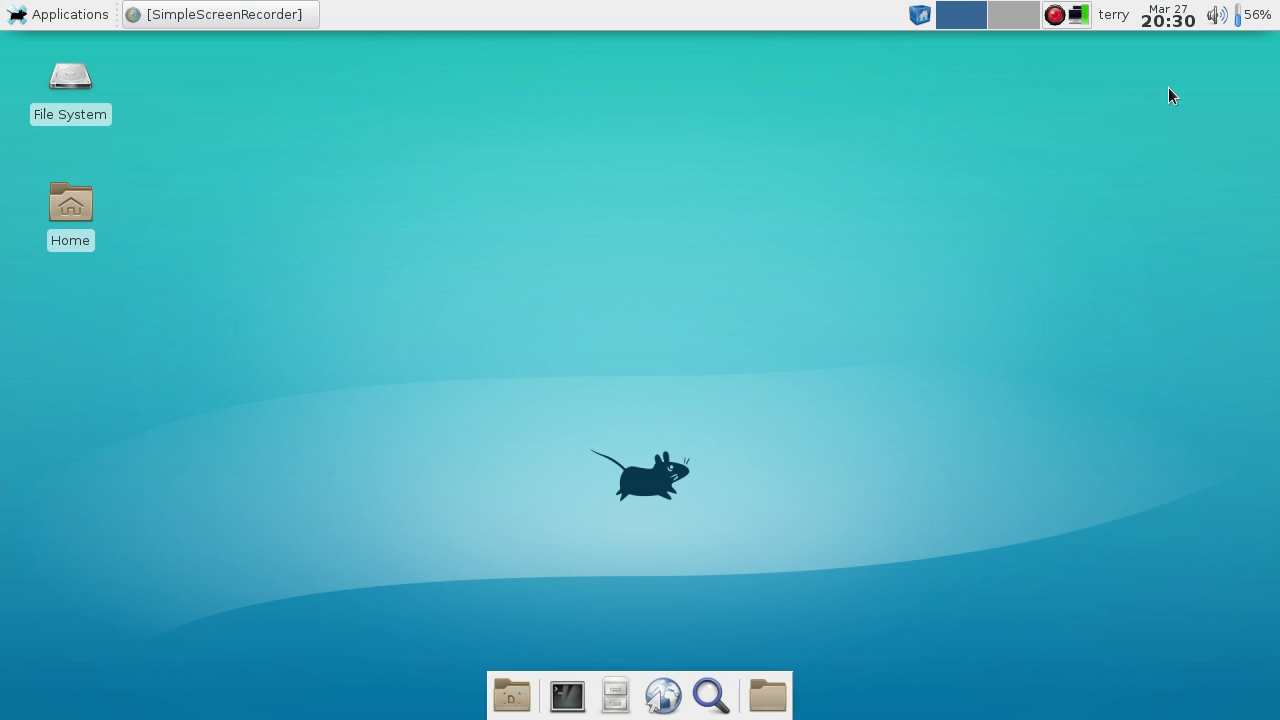 Applications
[SimpleScreenRecorder]
terry
Mar 27
20:30
56%
File System
Home
D